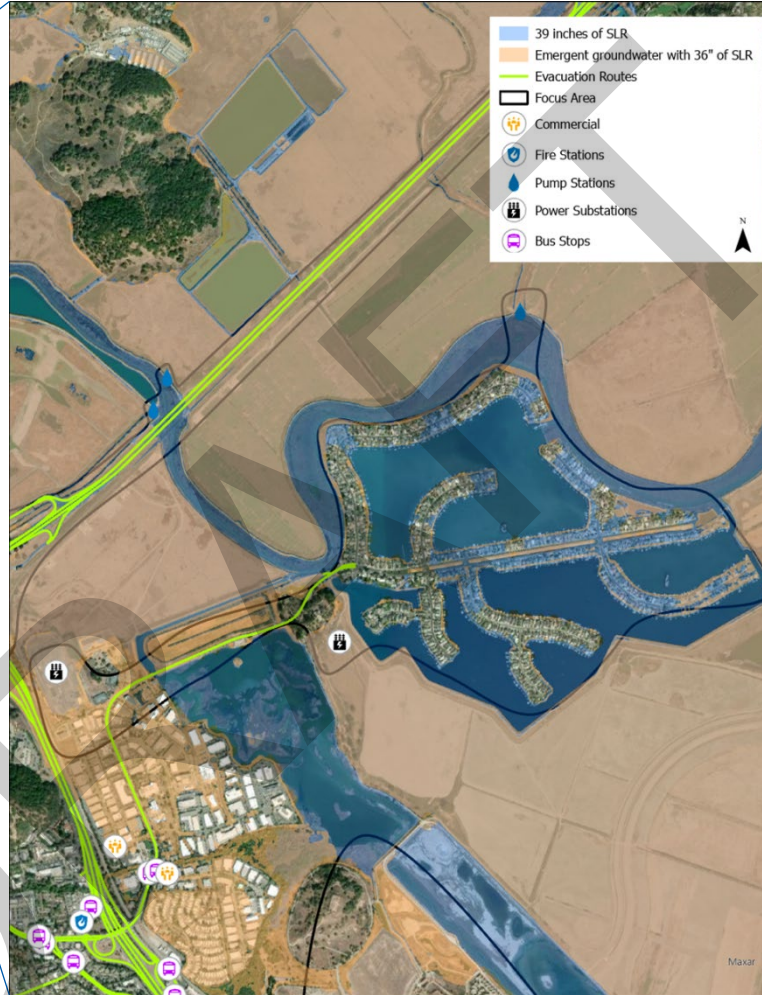 39 inches of SLR
Emergent groundwater with 36" of SLR
Evacuation Routes
Focus Area
Commercial
Fire Stations
Pump Stations
Power Substations
Bus Stops
N
DRAFT
Maxar